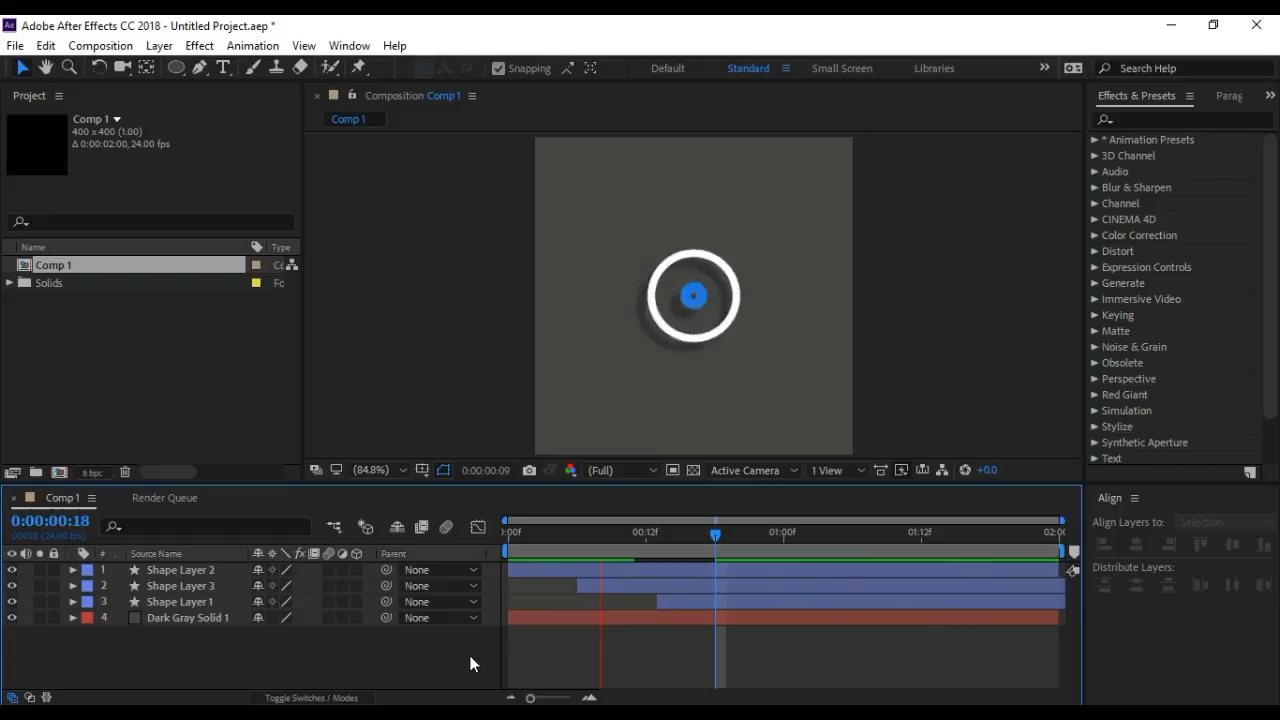 Ae Adobe After Effects CC 2018 - Untitled Project.aep *
File Edit Composition Layer Effect Animation View Window Help
Snapping Default Standard Small Screen Libraries Search Help
Project
Comp 1
400 x 400 (1.00)
Δ 0:00:02:00, 24.00 fps
Name Type
Comp 1
Solids Fo
8 bpc
Composition Comp 1
Comp 1
(84.8%) 0:00:00:09 (Full) Active Camera 1 View +0.0
Effects & Presets Parag
* Animation Presets
3D Channel
Audio
Blur & Sharpen
Channel
CINEMA 4D
Color Correction
Distort
Expression Controls
Generate
Immersive Video
Keying
Matte
Noise & Grain
Obsolete
Perspective
Red Giant
Simulation
Stylize
Synthetic Aperture
Text
Comp 1 Render Queue
0:00:00:18
00018 (24.00 fps)
:00f 00:12f 01:00f 01:12f 02:00
# Source Name fx Parent
1 Shape Layer 2 None
2 Shape Layer 3 None
3 Shape Layer 1 None
4 Dark Gray Solid 1 None
Toggle Switches / Modes
Align
Align Layers to: Selection
Distribute Layers: